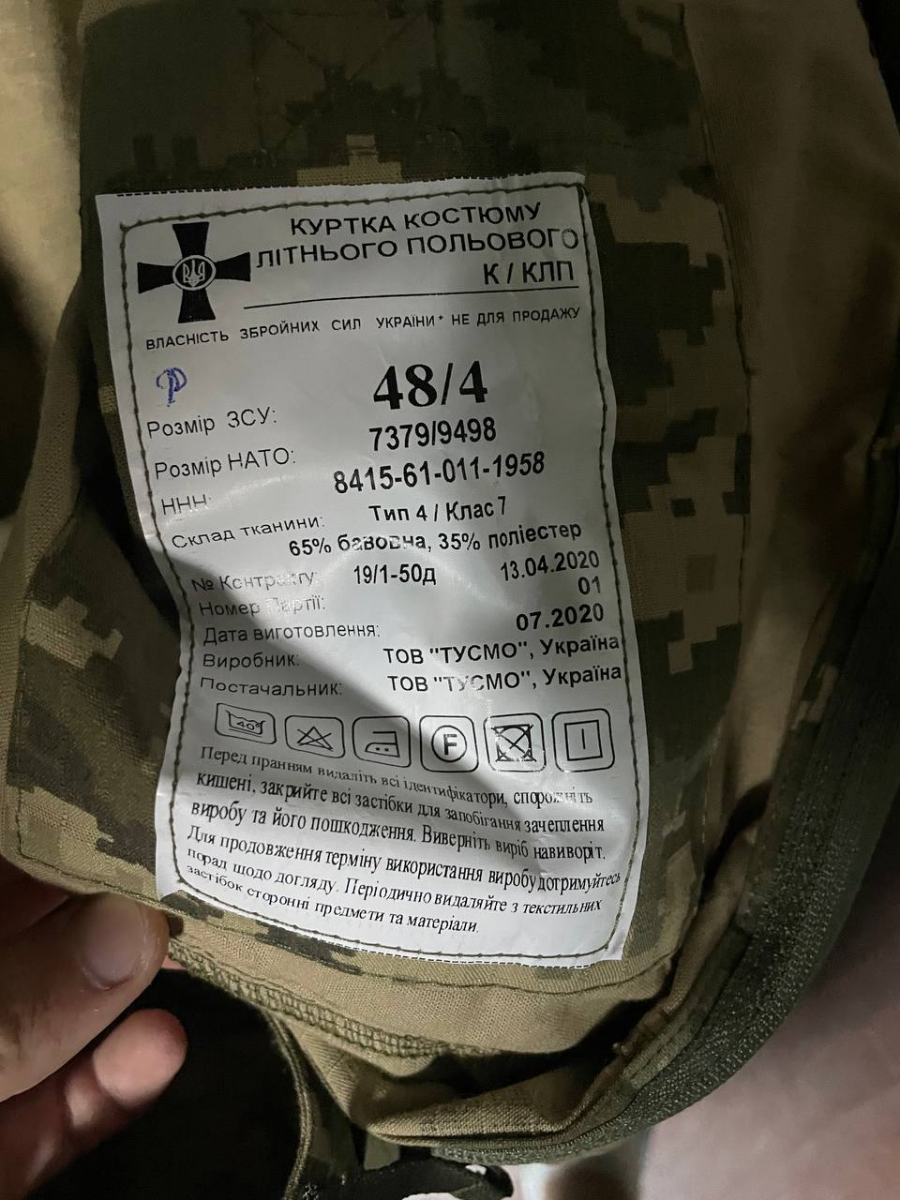 КУРТКА КОСТЮМУ
ЛІТНЬОГО ПОЛЬОВОГО
К / КЛП
ВЛАСНІСТЬ ЗБРОЙНИХ СИЛ УКРАЇНИ * НЕ ДЛЯ ПРОДАЖУ
Розмір ЗСУ: 48/4
Розмір НАТО: 7379/9498
ННН: 8415-61-011-1958
Склад тканини: Тип 4 / Клас 7
65% бавовна, 35% поліестер
№ Контракту: 19/1-50д 13.04.2020
Номер Партії: 01
Дата виготовлення: 07.2020
Виробник: ТОВ "ТУСМО", Україна
Постачальник: ТОВ "ТУСМО", Україна
40° F
Перед пранням видаліть всі ідентифікатори, спорожніть
кишені, закрийте всі застібки для запобігання зачеплення
виробу та його пошкодження. Виверніть виріб навиворіт.
Для продовження терміну використання виробу дотримуйтесь
порад щодо догляду. Періодично видаляйте з текстильних
застібок сторонні предмети та матеріали.